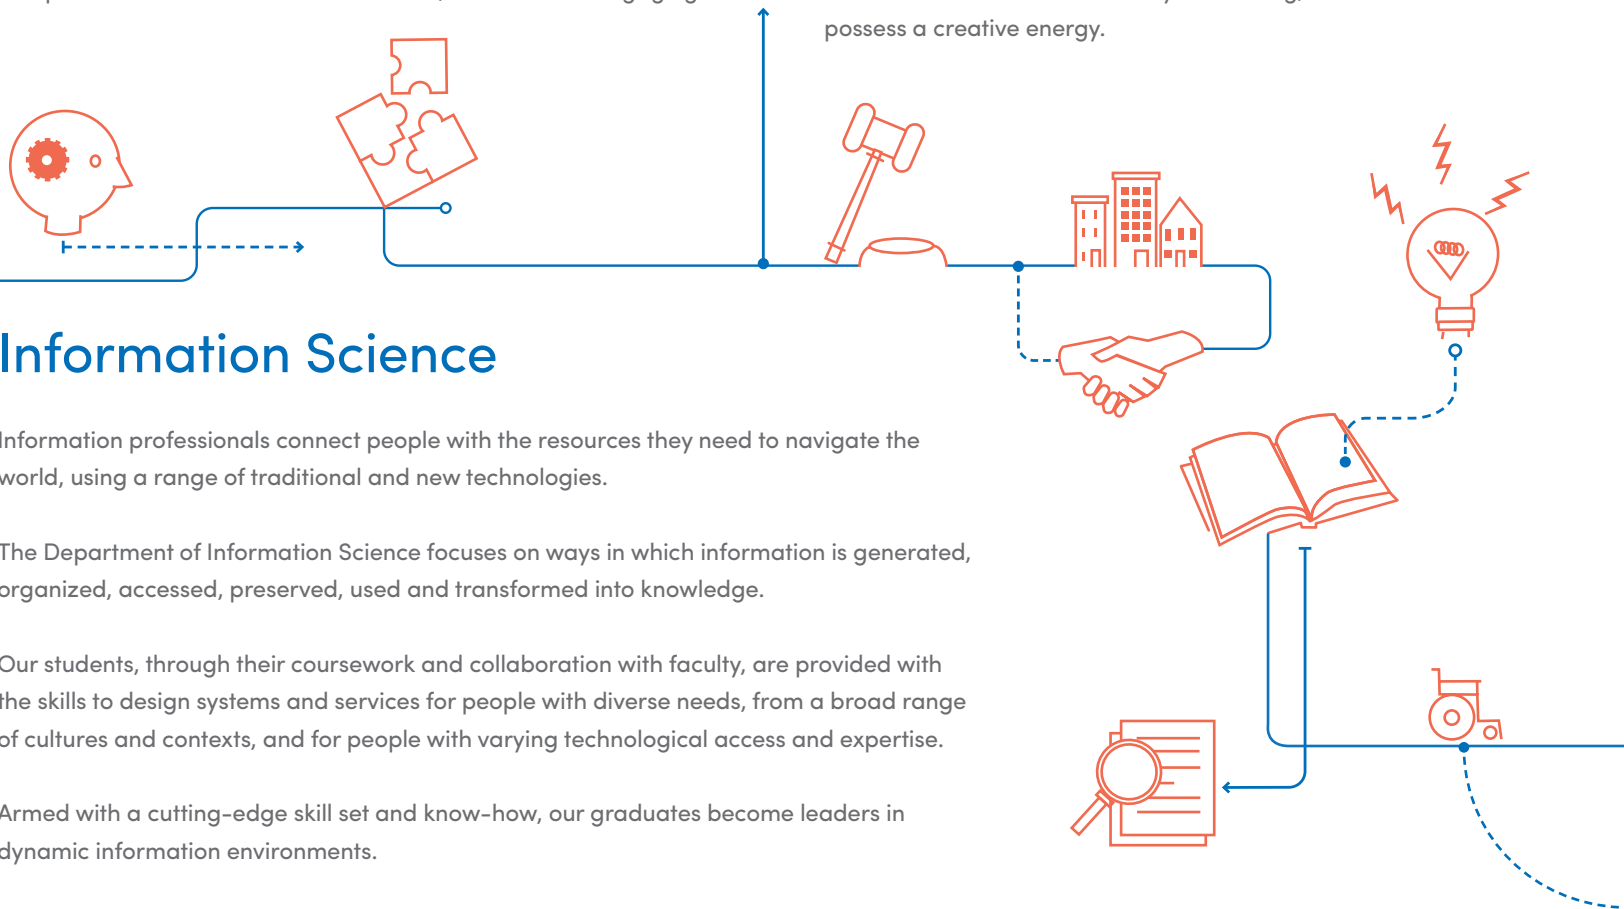 possess a creative energy.
Information Science
Information professionals connect people with the resources they need to navigate the
world, using a range of traditional and new technologies.
The Department of Information Science focuses on ways in which information is generated,
organized, accessed, preserved, used and transformed into knowledge.
Our students, through their coursework and collaboration with faculty, are provided with
the skills to design systems and services for people with diverse needs, from a broad range
of cultures and contexts, and for people with varying technological access and expertise.
Armed with a cutting-edge skill set and know-how, our graduates become leaders in
dynamic information environments.